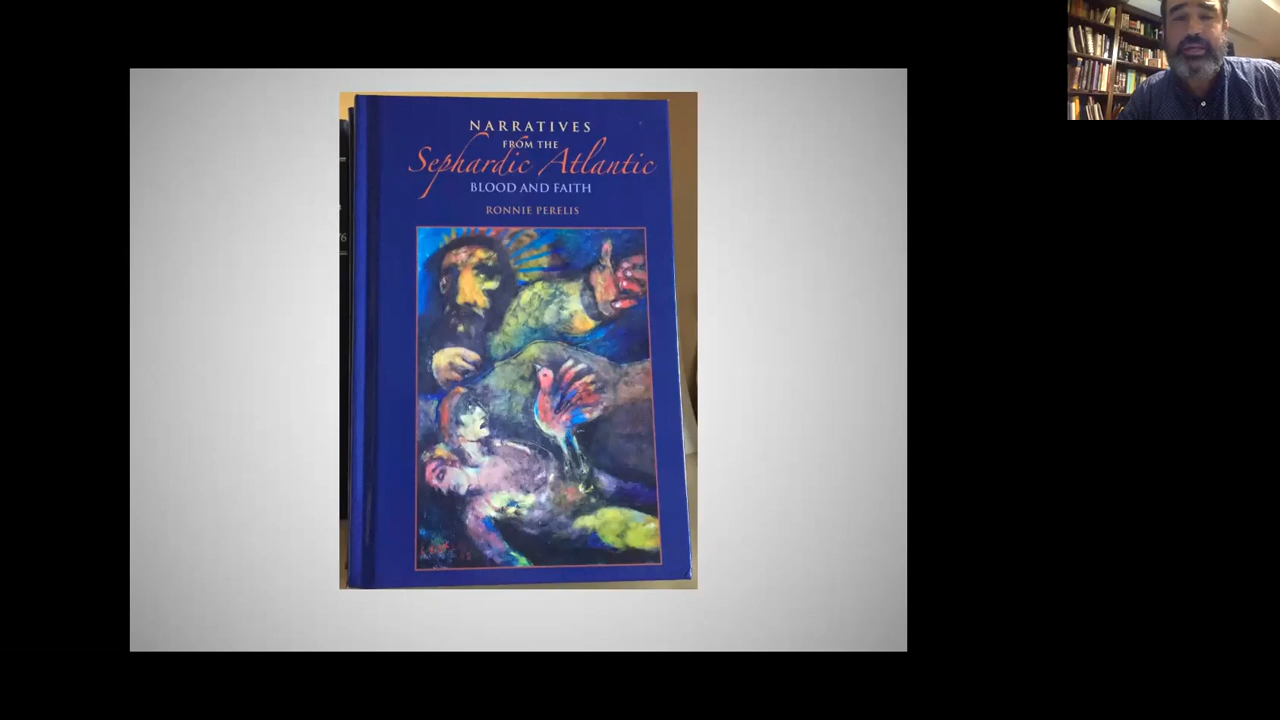 NARRATIVES
FROM THE
Sephardic Atlantic
BLOOD AND FAITH
RONNIE PERELIS